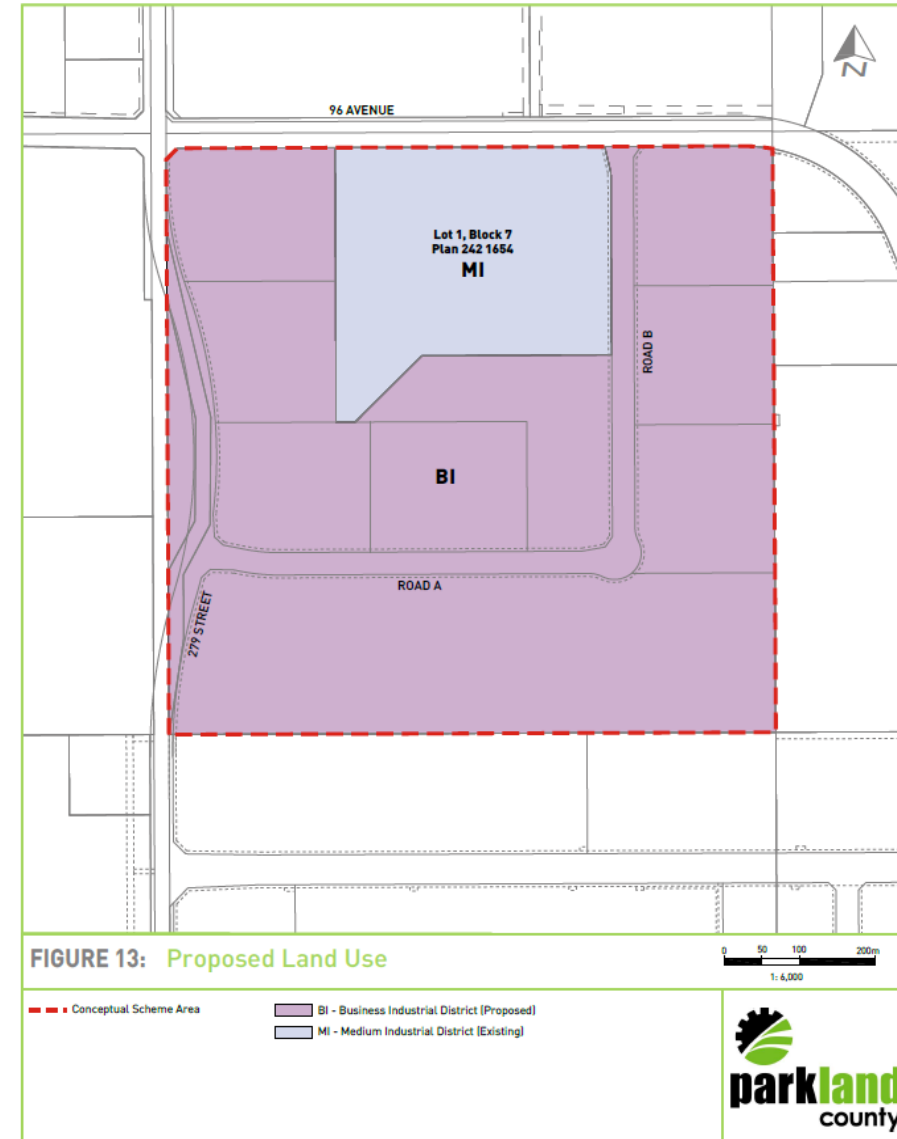 N
96 AVENUE
Lot 1, Block 7
Plan 242 1654
MI
ROAD B
BI
ROAD A
279 STREET
FIGURE 13: Proposed Land Use
0 50 100 200m
1: 6,000
Conceptual Scheme Area
BI - Business Industrial District (Proposed)
MI - Medium Industrial District (Existing)
parkland
county